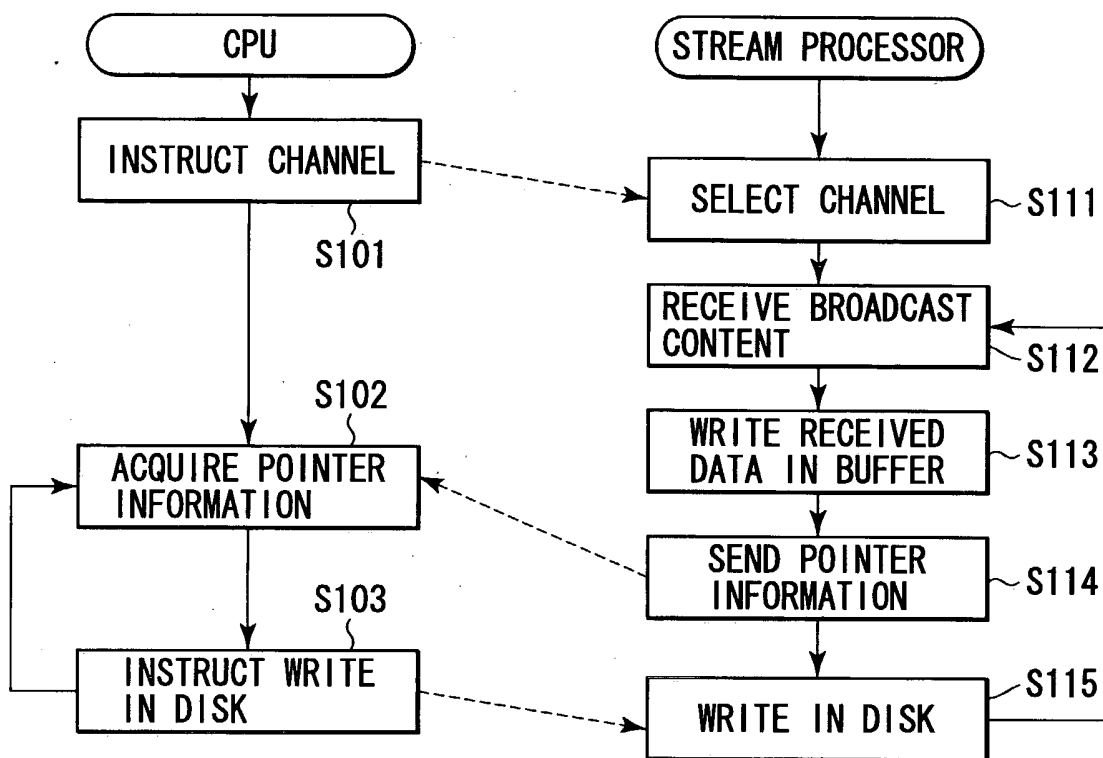 CPU
STREAM PROCESSOR
INSTRUCT CHANNEL
S101
SELECT CHANNEL
S111
RECEIVE BROADCAST
CONTENT
S112
S102
ACQUIRE POINTER
INFORMATION
WRITE RECEIVED
DATA IN BUFFER
S113
SEND POINTER
INFORMATION
S114
S103
INSTRUCT WRITE
IN DISK
S115
WRITE IN DISK